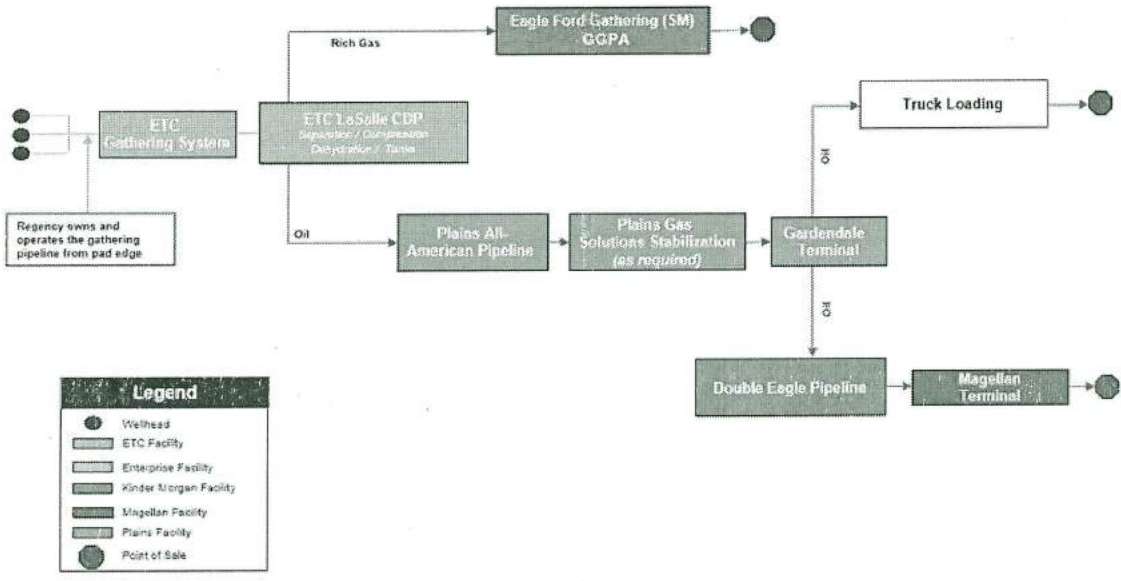 Eagle Ford Gathering (SM)
GGPA
Rich Gas
Truck Loading
ETC
Gathering System
ETC LaSalle CDP
Separation / Compression
Dehydration / Tanks
Regency owns and
operates the gathering
pipeline from pad edge
Oil
Plains All-
American Pipeline
Plains Gas
Solutions Stabilization
(as required)
Gardendale
Terminal
Double Eagle Pipeline
Magellan
Terminal
Legend
Wellhead
ETC Facility
Enterprise Facility
Kinder Morgan Facility
Magellan Facility
Plains Facility
Point of Sale